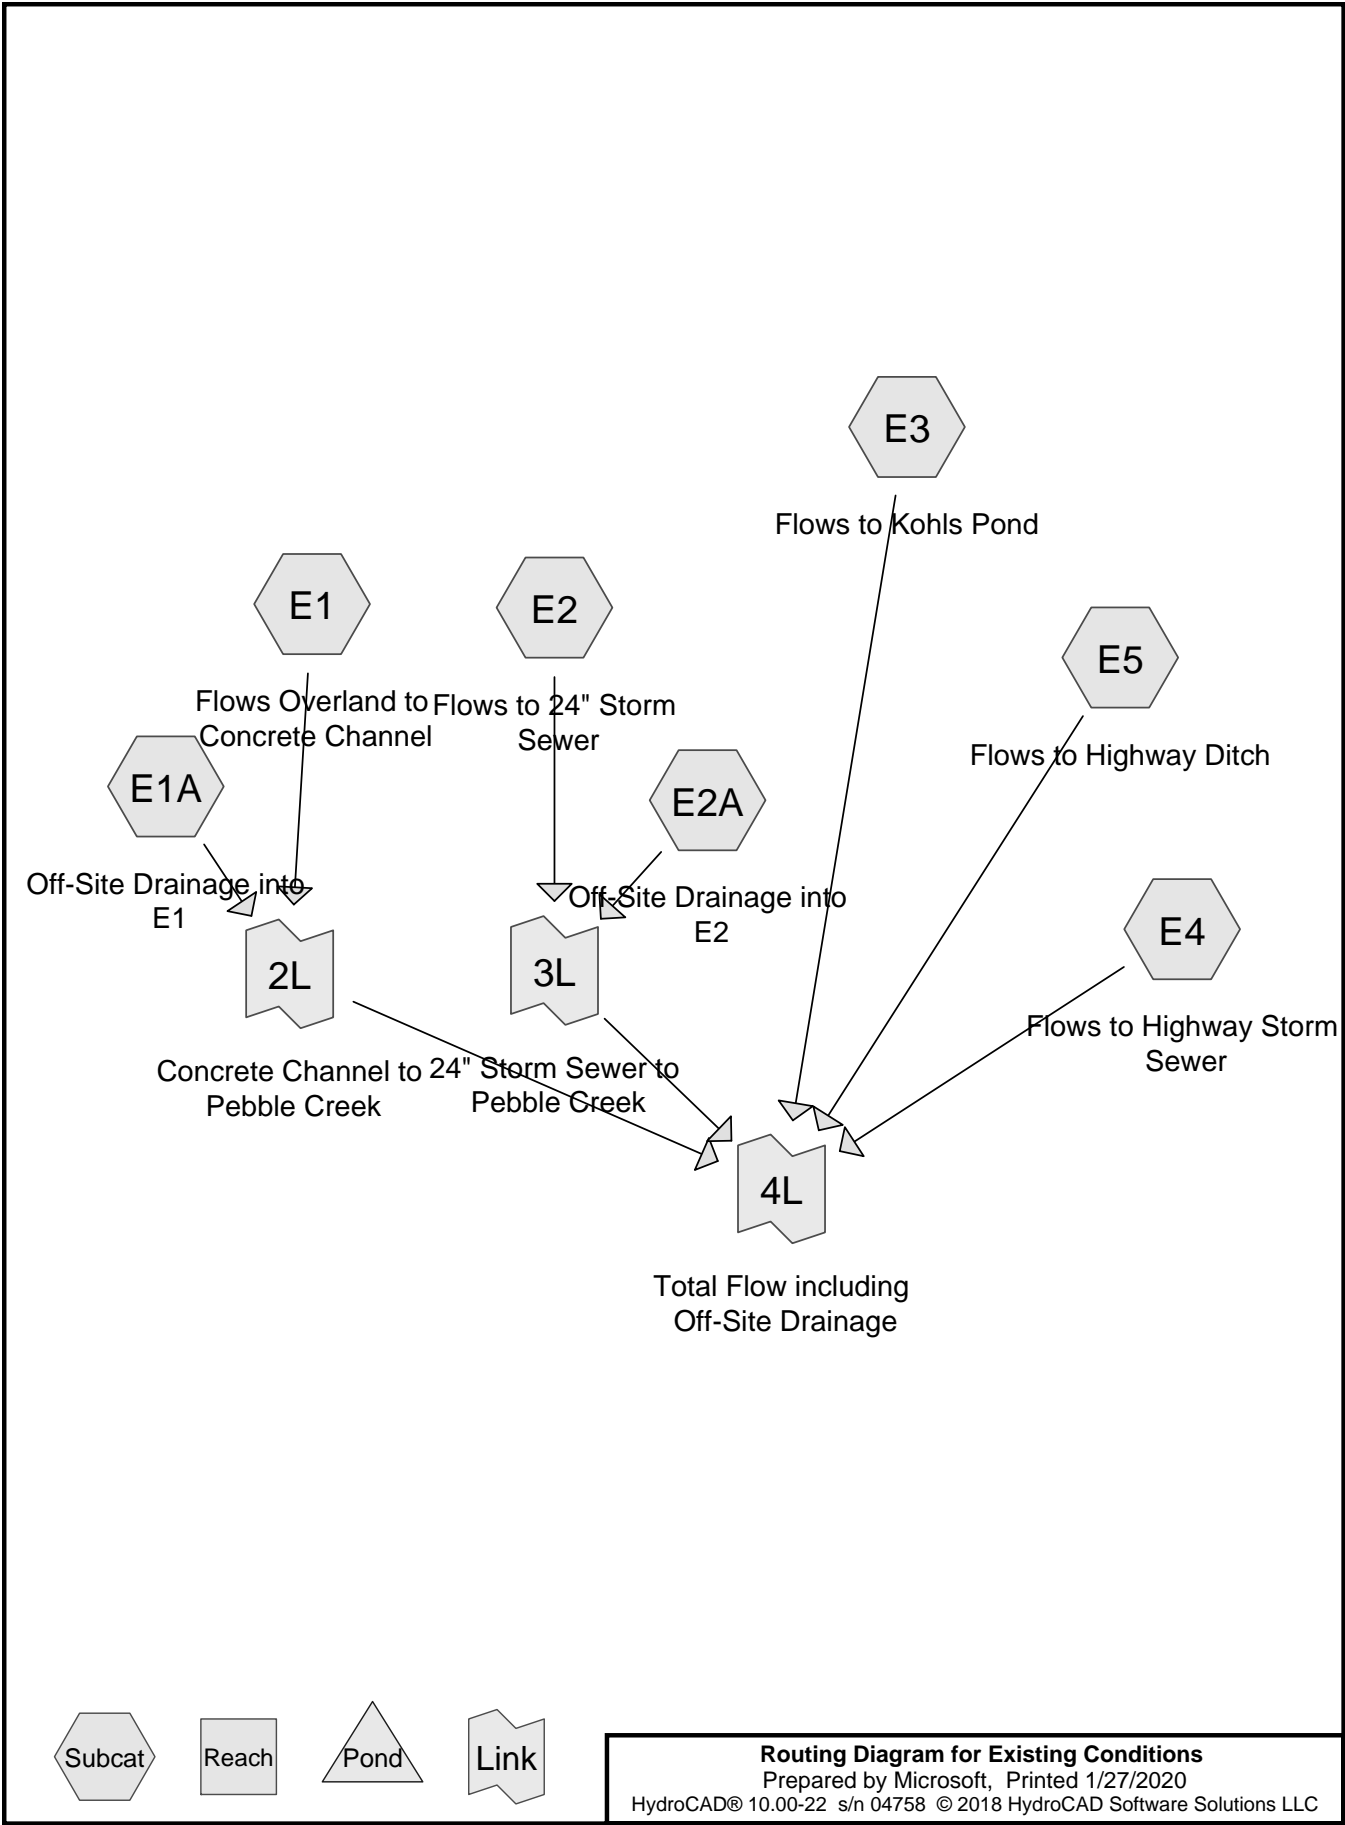 E3
Flows to Kohls Pond
E1
Flows Overland to
Concrete Channel
E2
Flows to 24" Storm
Sewer
E5
Flows to Highway Ditch
E1A
Off-Site Drainage into
E1
E2A
Off-Site Drainage into
E2
E4
Flows to Highway Storm
Sewer
2L
Concrete Channel to
Pebble Creek
3L
24" Storm Sewer to
Pebble Creek
4L
Total Flow including
Off-Site Drainage
Subcat
Reach
Pond
Link
Routing Diagram for Existing Conditions
Prepared by Microsoft, Printed 1/27/2020
HydroCAD® 10.00-22 s/n 04758 © 2018 HydroCAD Software Solutions LLC